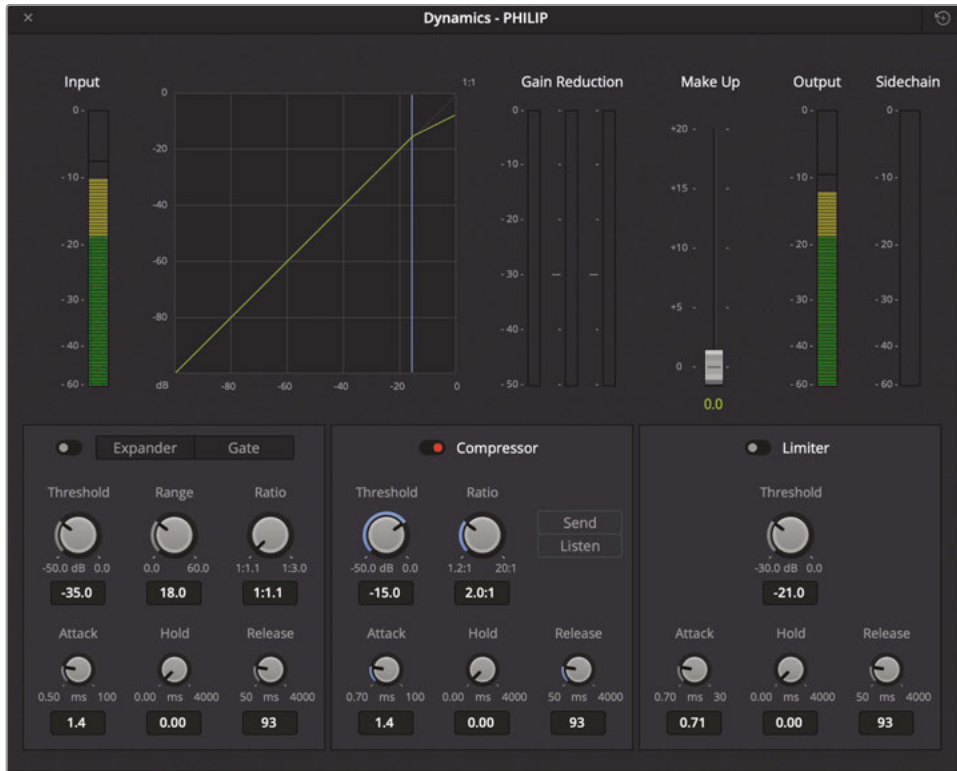 Dynamics - PHILIP
Input
1:1
Gain Reduction
Make Up
Output
Sidechain
0 -
- 10 -
- 20 -
- 30 -
- 40 -
- 60 -
0
-20
-40
-60
-80
dB
-80
-60
-40
-20
0
0 -
- 10 -
- 20 -
- 30 -
- 40 -
- 50 -
+20 -
+15 -
+10 -
+5 -
0 -
0.0
0 -
- 10 -
- 20 -
- 30 -
- 40 -
- 60 -
0 -
- 10 -
- 20 -
- 30 -
- 40 -
- 60 -
Expander Gate
Threshold Range Ratio
-50.0 dB 0.0 0.0 60.0 1:1.1 1:3.0
-35.0 18.0 1:1.1
Attack Hold Release
0.50 ms 100 0.00 ms 4000 50 ms 4000
1.4 0.00 93
Compressor
Threshold Ratio
Send
Listen
-50.0 dB 0.0 1.2:1 20:1
-15.0 2.0:1
Attack Hold Release
0.70 ms 100 0.00 ms 4000 50 ms 4000
1.4 0.00 93
Limiter
Threshold
-30.0 dB 0.0
-21.0
Attack Hold Release
0.70 ms 30 0.00 ms 4000 50 ms 4000
0.71 0.00 93